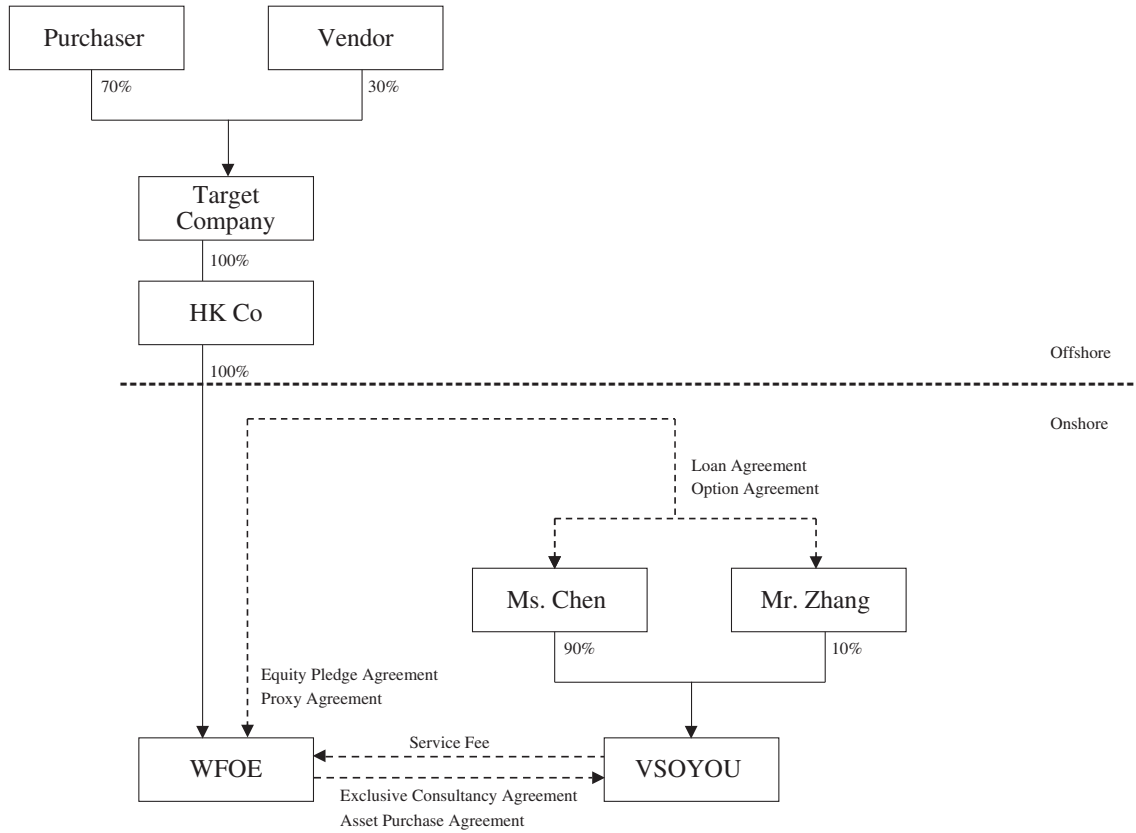 Purchaser
Vendor
70%
30%
Target
Company
100%
HK Co
100%
Offshore
Onshore
Loan Agreement
Option Agreement
Ms. Chen
Mr. Zhang
90%
10%
Equity Pledge Agreement
Proxy Agreement
Service Fee
WFOE
VSOYOU
Exclusive Consultancy Agreement
Asset Purchase Agreement